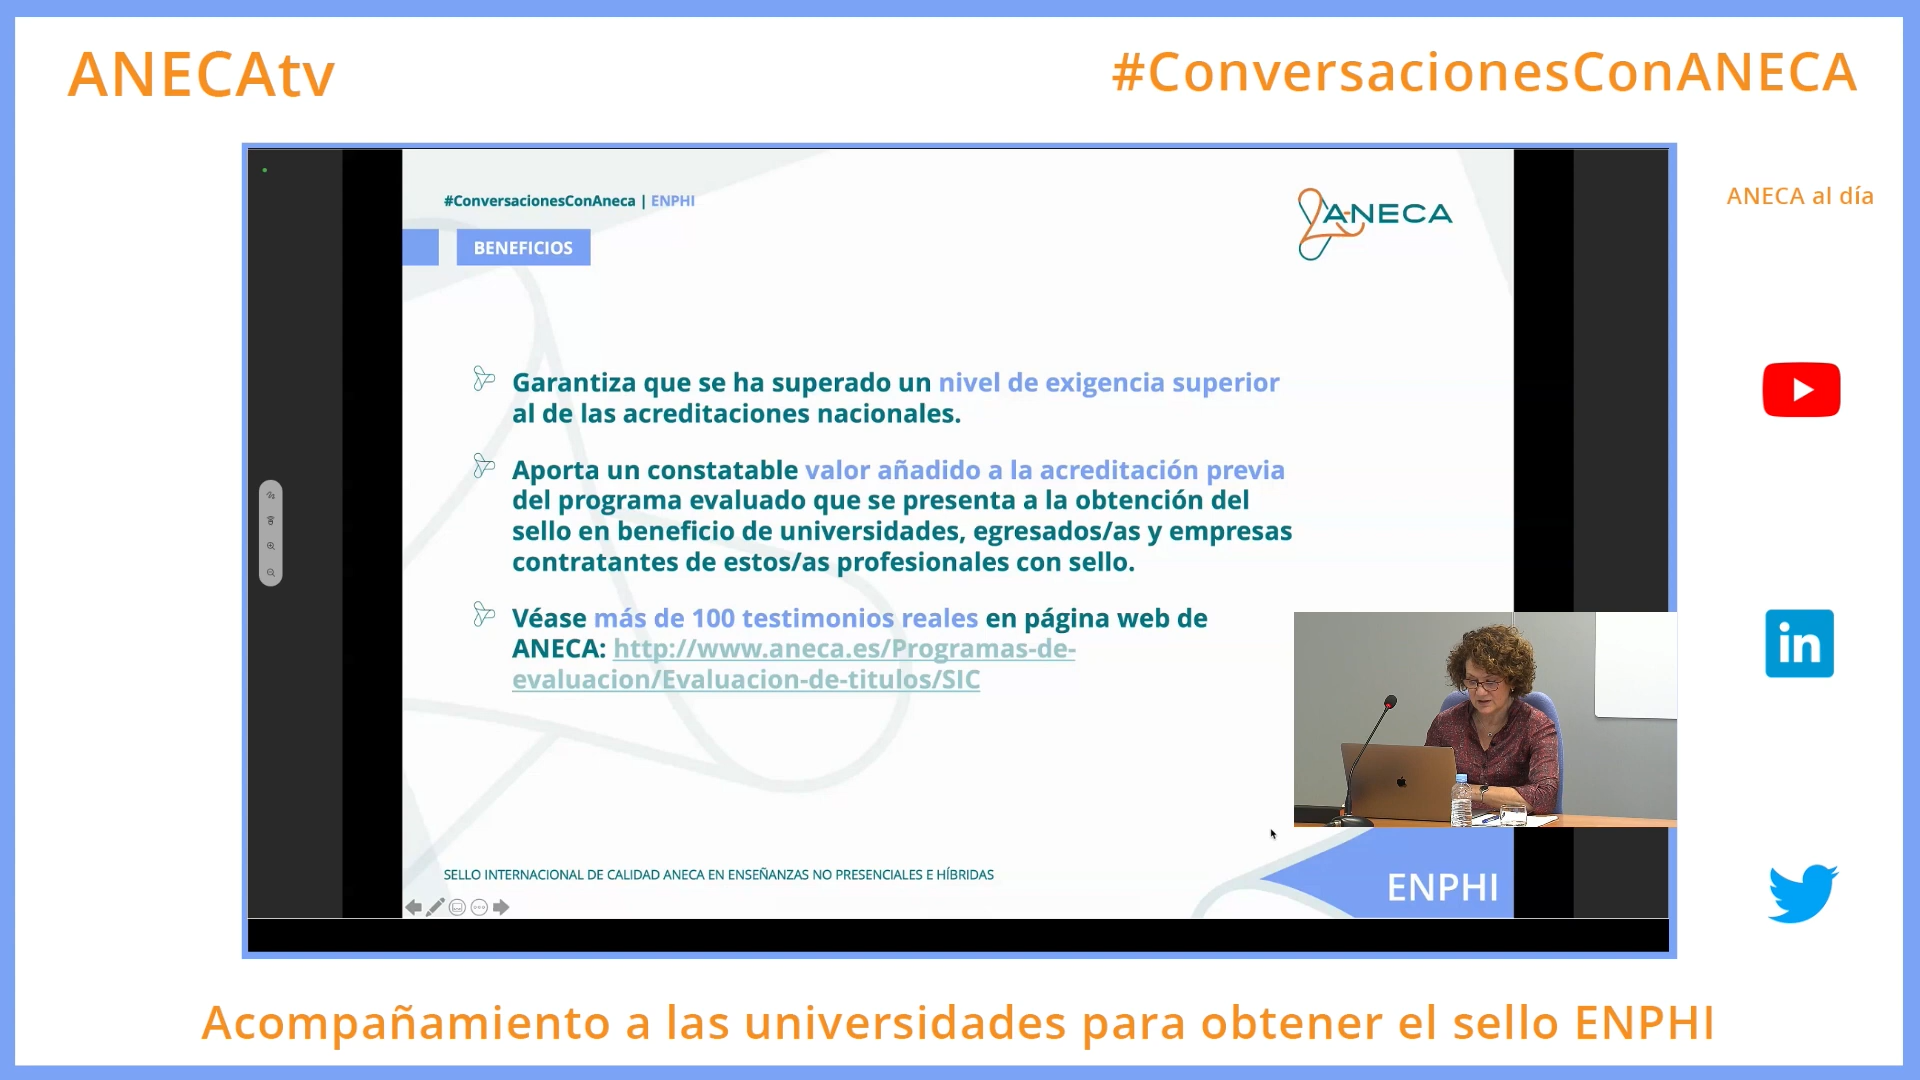 ANECAtv
#ConversacionesConANECA
#ConversacionesConAneca | ENPHI
ANECA
ANECA al día
BENEFICIOS
Garantiza que se ha superado un nivel de exigencia superior
al de las acreditaciones nacionales.
Aporta un constatable valor añadido a la acreditación previa
del programa evaluado que se presenta a la obtención del
sello en beneficio de universidades, egresados/as y empresas
contratantes de estos/as profesionales con sello.
Véase más de 100 testimonios reales en página web de
ANECA: http://www.aneca.es/Programas-de-
evaluacion/Evaluacion-de-titulos/SIC
in
SELLO INTERNACIONAL DE CALIDAD ANECA EN ENSEÑANZAS NO PRESENCIALES E HÍBRIDAS
ENPHI
Acompañamiento a las universidades para obtener el sello ENPHI